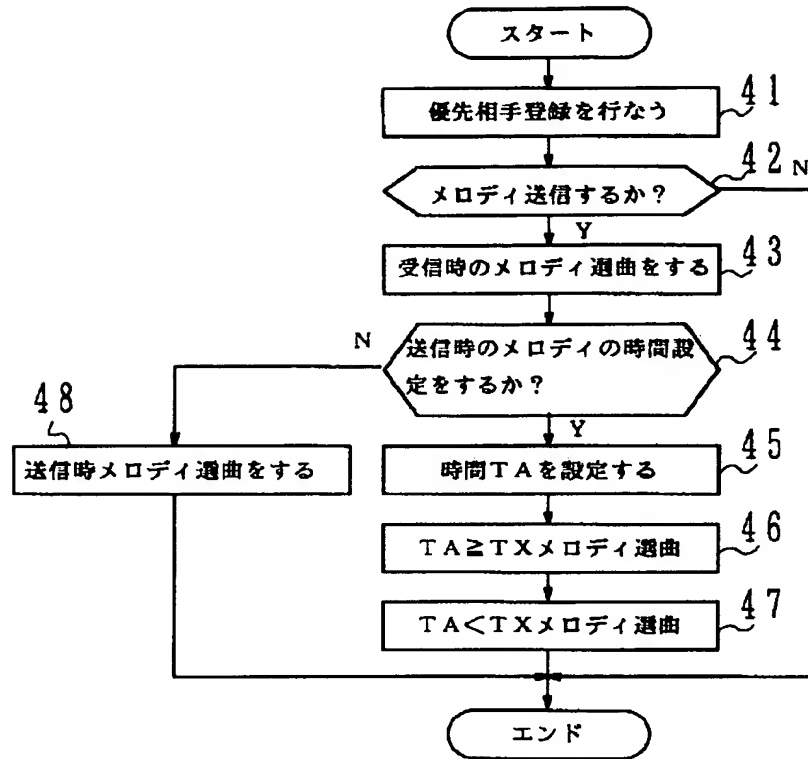 スタート
41
優先相手登録を行なう
42
メロディ送信するか？
N
Y
43
受信時のメロディ選曲をする
44
送信時のメロディの時間設
定をするか？
N
Y
48
送信時メロディ選曲をする
45
時間TAを設定する
46
TA≧TXメロディ選曲
47
TA<TXメロディ選曲
エンド